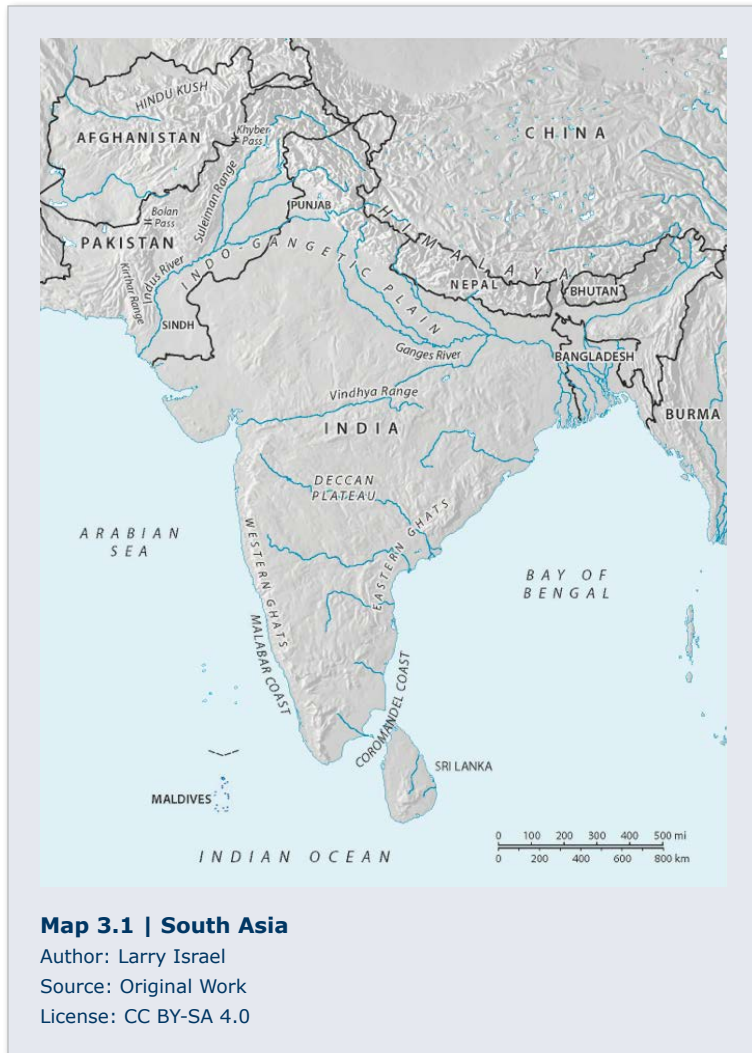 HINDU KUSH
AFGHANISTAN
Khyber
Pass
CHINA
Suleiman Range
PUNJAB
Bolan
Pass
PAKISTAN
HIMALAYA
Indus River
INDO GANGETIC PLAIN
Kirthar Range
NEPAL
BHUTAN
SINDH
Ganges River
BANGLADESH
Vindhya Range
BURMA
INDIA
DECCAN
PLATEAU
ARABIAN
SEA
WESTERN GHATS
EASTERN GHATS
BAY OF
BENGAL
MALABAR COAST
COROMANDEL COAST
SRI LANKA
MALDIVES
0 100 200 300 400 500 mi
0 200 400 600 800 km
INDIAN OCEAN
Map 3.1 | South Asia
Author: Larry Israel
Source: Original Work
License: CC BY-SA 4.0